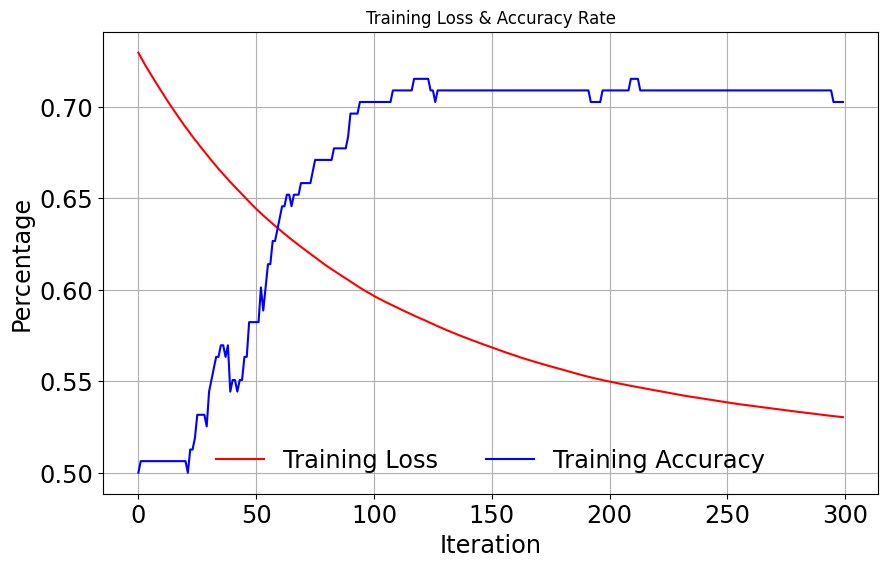 Training Loss & Accuracy Rate
Percentage
0.70
0.65
0.60
0.55
0.50
Training Loss Training Accuracy
0 50 100 150 200 250 300
Iteration